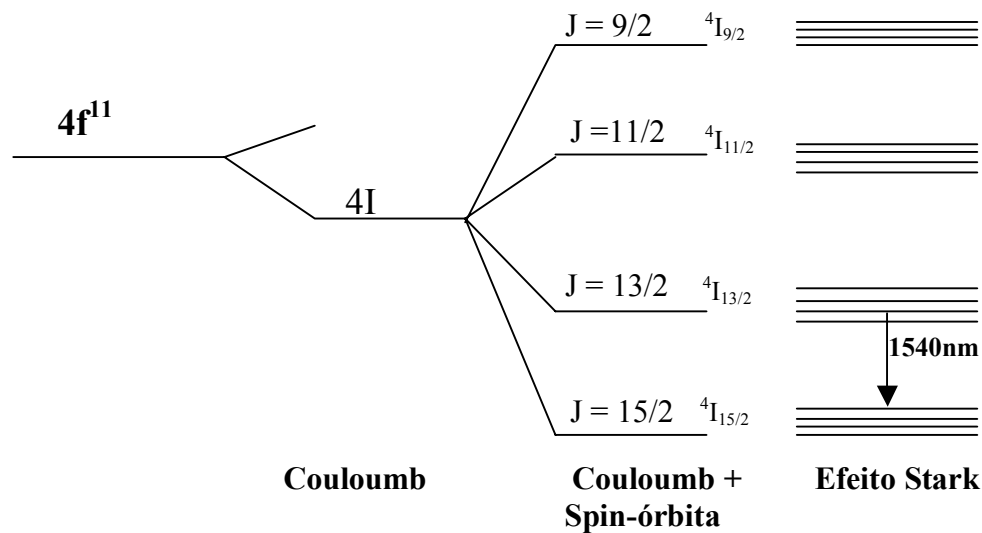 J = 9/2 ⁴I₉/₂
4f¹¹
J =11/2 ⁴I₁₁/₂
4I
J = 13/2 ⁴I₁₃/₂
1540nm
J = 15/2 ⁴I₁₅/₂
Couloumb
Couloumb +
Spin-órbita
Efeito Stark